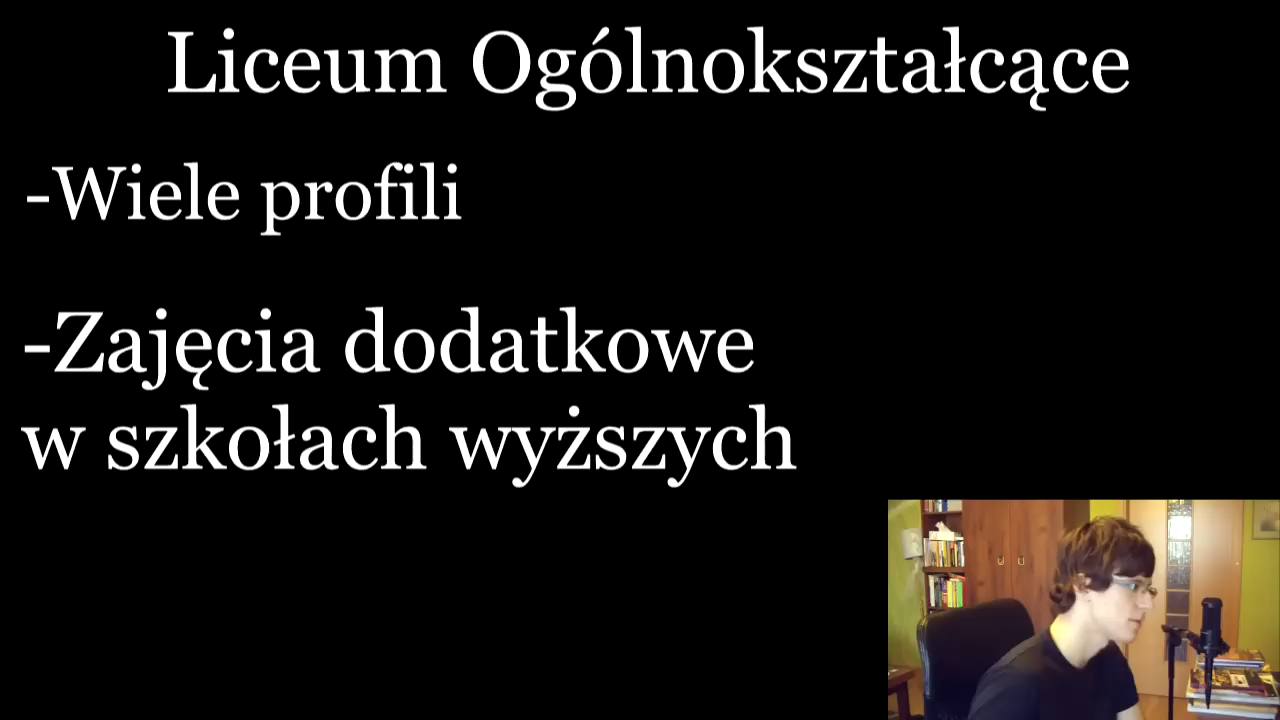 Liceum Ogólnokształcące
-Wiele profili
-Zajęcia dodatkowe
w szkołach wyższych